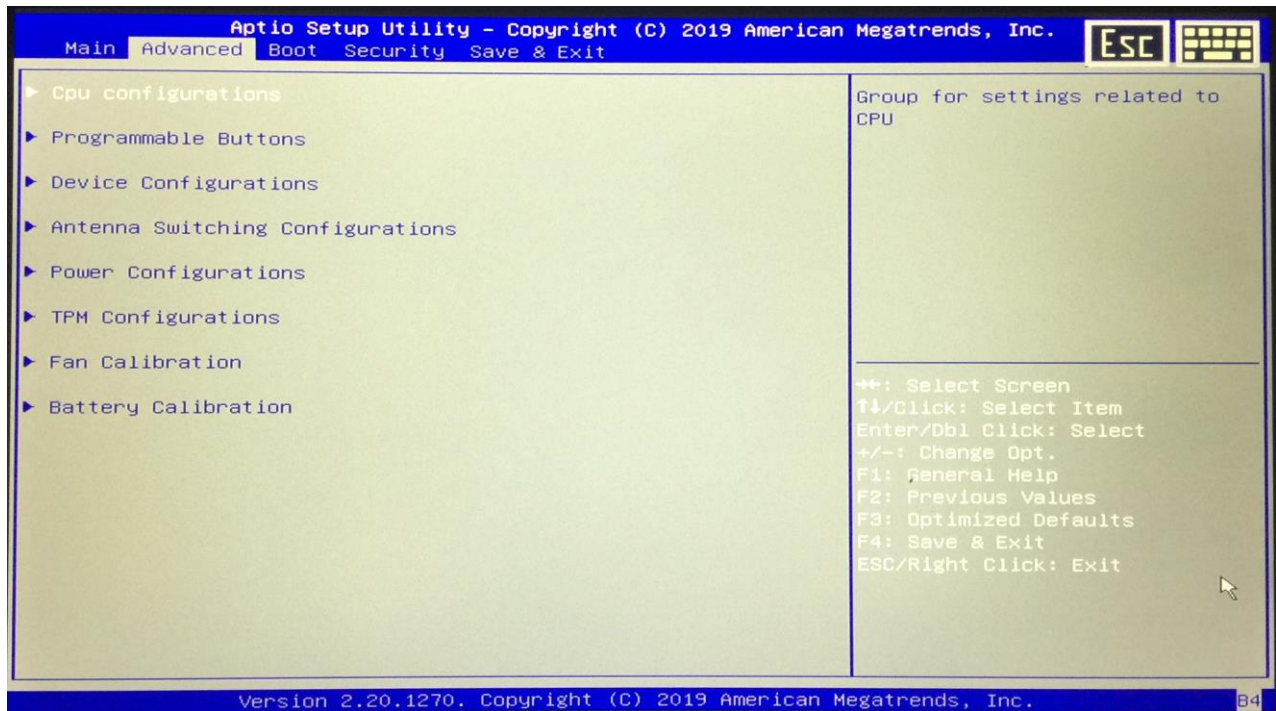 Aptio Setup Utility - Copyright (C) 2019 American Megatrends, Inc.
Main Advanced Boot Security Save & Exit
Esc
► Cpu configurations
► Programmable Buttons
► Device Configurations
► Antenna Switching Configurations
► Power Configurations
► TPM Configurations
► Fan Calibration
► Battery Calibration
Group for settings related to
CPU
→←: Select Screen
↑↓/Click: Select Item
Enter/Dbl Click: Select
+/-: Change Opt.
F1: General Help
F2: Previous Values
F3: Optimized Defaults
F4: Save & Exit
ESC/Right Click: Exit
Version 2.20.1270. Copyright (C) 2019 American Megatrends, Inc.
B4